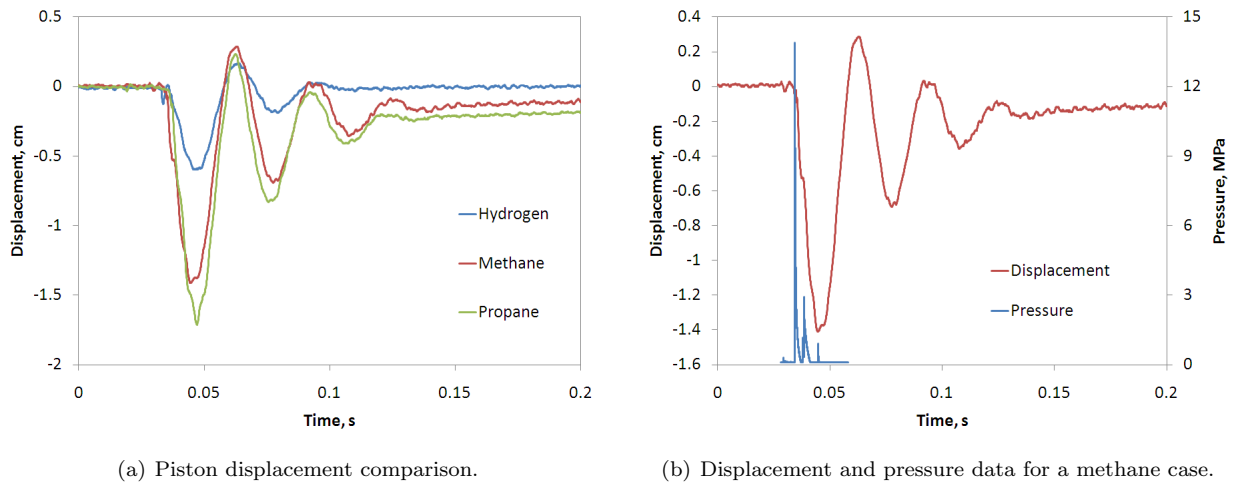 0.5
0
-0.5
-1
-1.5
-2
Displacement, cm
0
0.05
0.1
0.15
0.2
Time, s
Hydrogen
Methane
Propane
(a) Piston displacement comparison.
0.4
0.2
0
-0.2
-0.4
-0.6
-0.8
-1
-1.2
-1.4
-1.6
Displacement, cm
15
12
9
6
3
0
Pressure, MPa
0
0.05
0.1
0.15
0.2
Time, s
Displacement
Pressure
(b) Displacement and pressure data for a methane case.